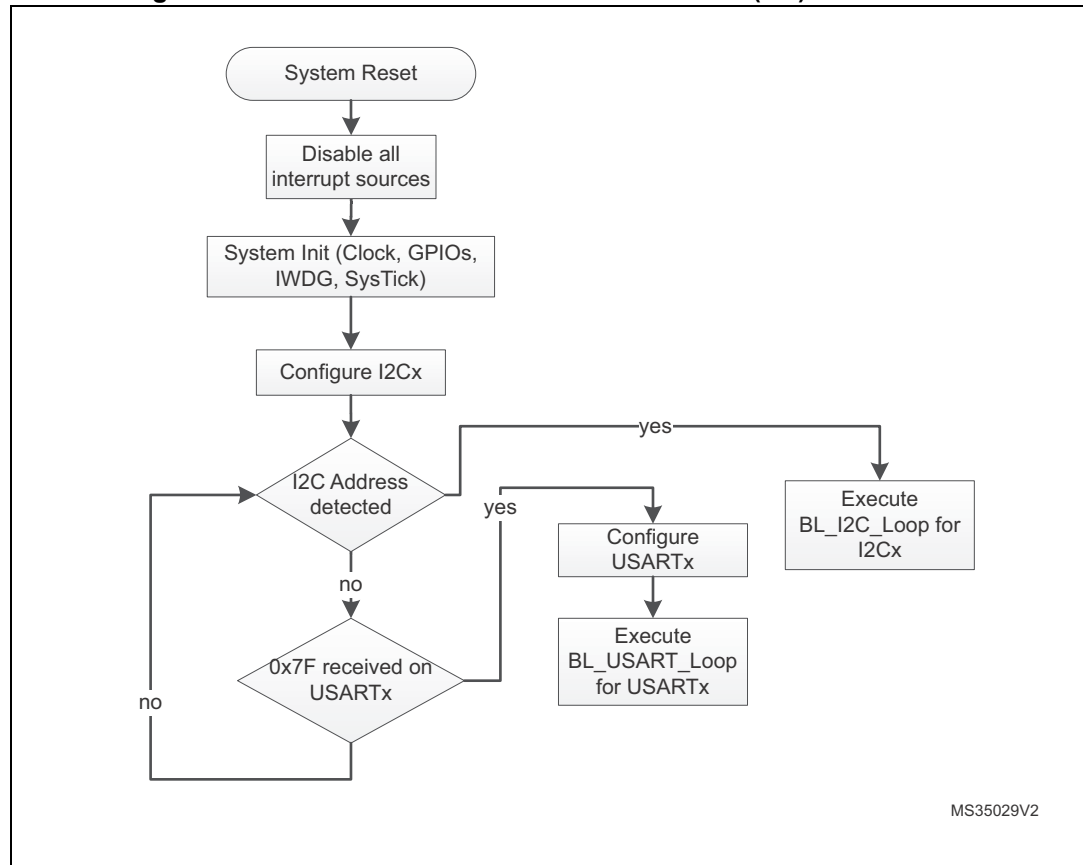 System Reset
Disable all
interrupt sources
System Init (Clock, GPIOs,
IWDG, SysTick)
Configure I2Cx
I2C Address
detected
yes
Execute
BL_I2C_Loop for
I2Cx
yes
Configure
USARTx
no
0x7F received on
USARTx
Execute
BL_USART_Loop
for USARTx
no
MS35029V2